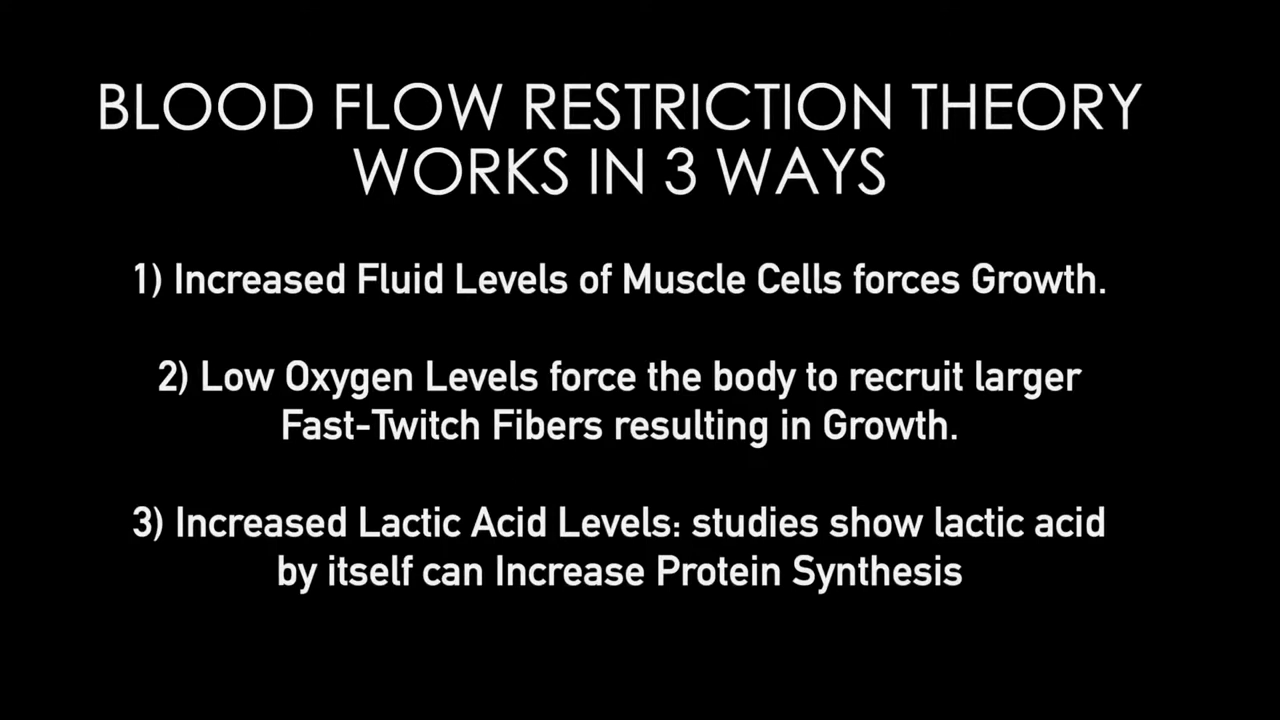 BLOOD FLOW RESTRICTION THEORY
WORKS IN 3 WAYS
1) Increased Fluid Levels of Muscle Cells forces Growth.
2) Low Oxygen Levels force the body to recruit larger
Fast-Twitch Fibers resulting in Growth.
3) Increased Lactic Acid Levels: studies show lactic acid
by itself can Increase Protein Synthesis